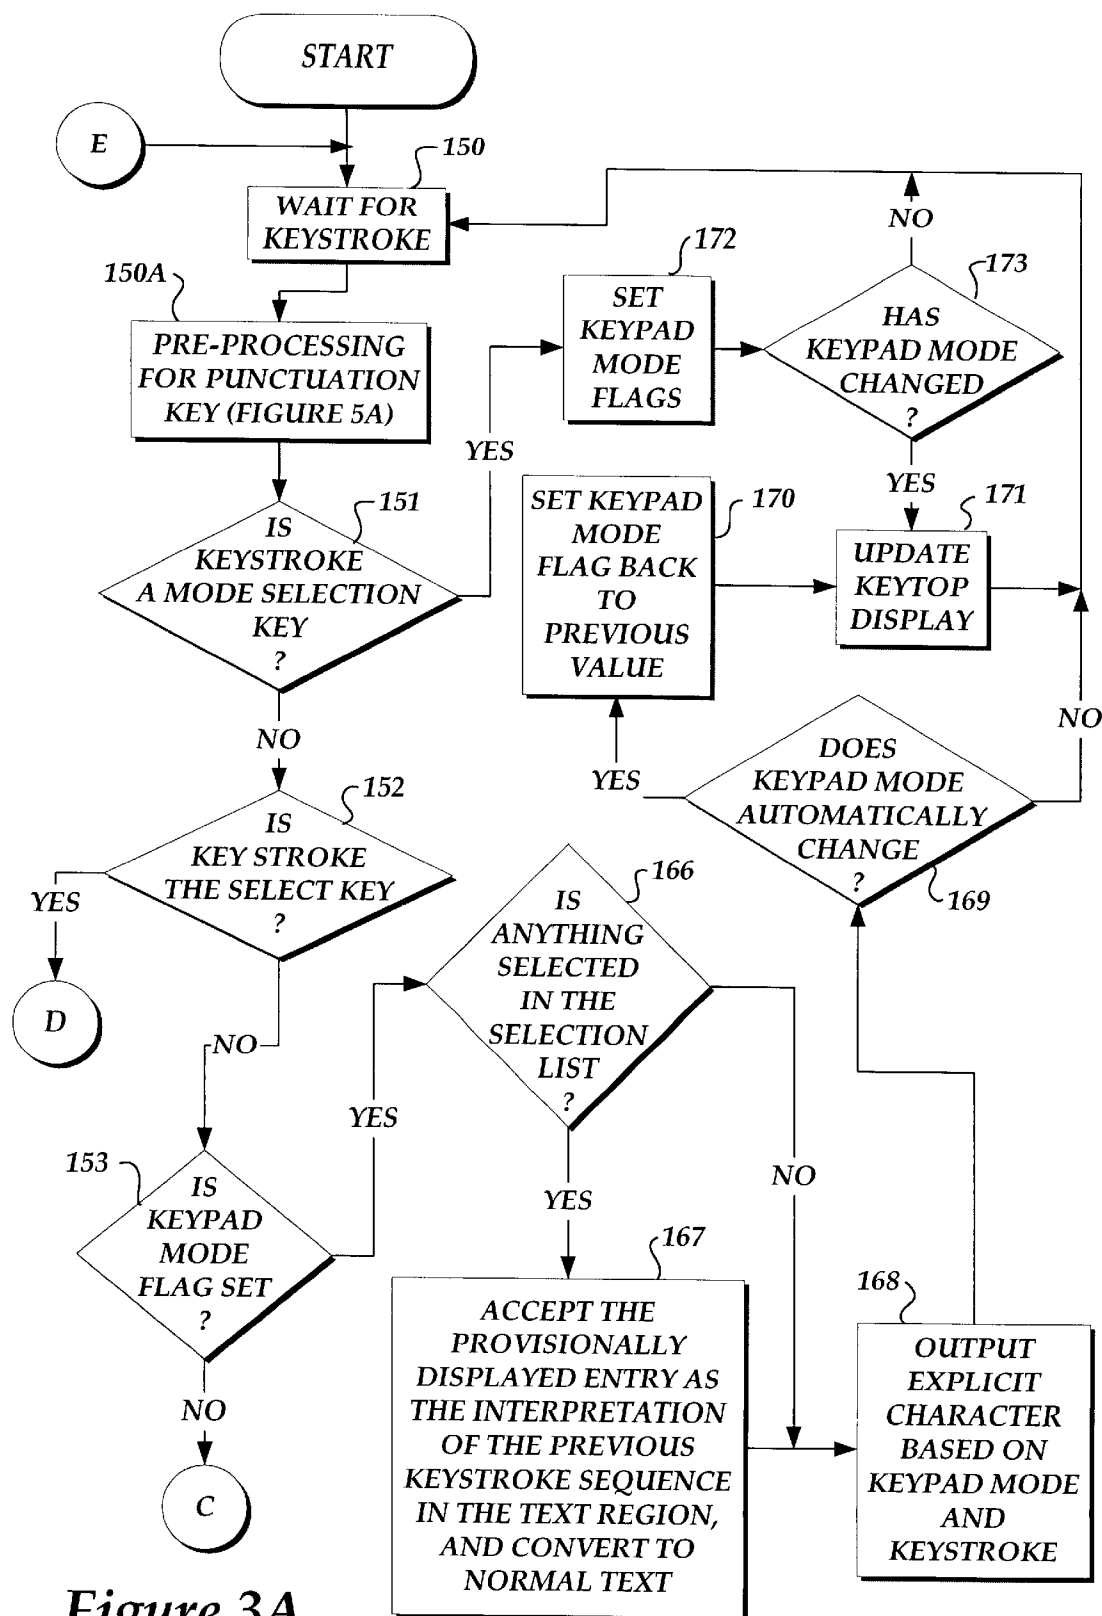 START
E
150
WAIT FOR
KEYSTROKE
150A
PRE-PROCESSING
FOR PUNCTUATION
KEY (FIGURE 5A)
151
IS
KEYSTROKE
A MODE SELECTION
KEY
?
YES
NO
172
SET
KEYPAD
MODE
FLAGS
173
HAS
KEYPAD MODE
CHANGED
?
NO
YES
170
SET KEYPAD
MODE
FLAG BACK
TO
PREVIOUS
VALUE
171
UPDATE
KEYTOP
DISPLAY
152
IS
KEY STROKE
THE SELECT KEY
?
YES
D
NO
169
DOES
KEYPAD MODE
AUTOMATICALLY
CHANGE
?
YES
NO
153
IS
KEYPAD
MODE
FLAG SET
?
YES
NO
C
166
IS
ANYTHING
SELECTED
IN THE
SELECTION
LIST
?
YES
NO
167
ACCEPT THE
PROVISIONALLY
DISPLAYED ENTRY AS
THE INTERPRETATION
OF THE PREVIOUS
KEYSTROKE SEQUENCE
IN THE TEXT REGION,
AND CONVERT TO
NORMAL TEXT
168
OUTPUT
EXPLICIT
CHARACTER
BASED ON
KEYPAD MODE
AND
KEYSTROKE
Figure 3A